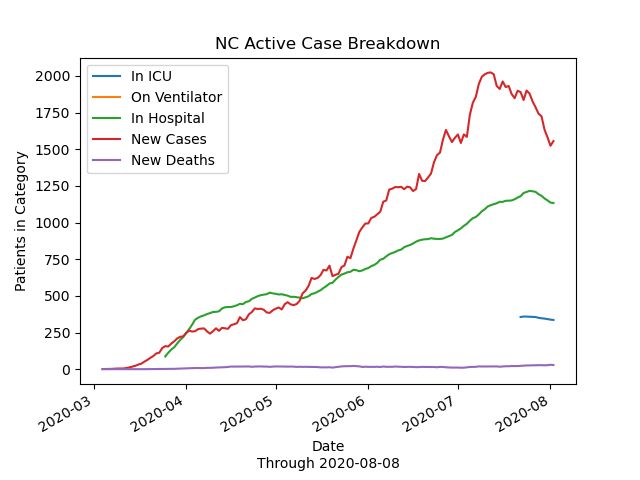 NC Active Case Breakdown
In ICU
On Ventilator
In Hospital
New Cases
New Deaths
Patients in Category
2000
1750
1500
1250
1000
750
500
250
0
2020-03
2020-04
2020-05
2020-06
2020-07
2020-08
Date
Through 2020-08-08